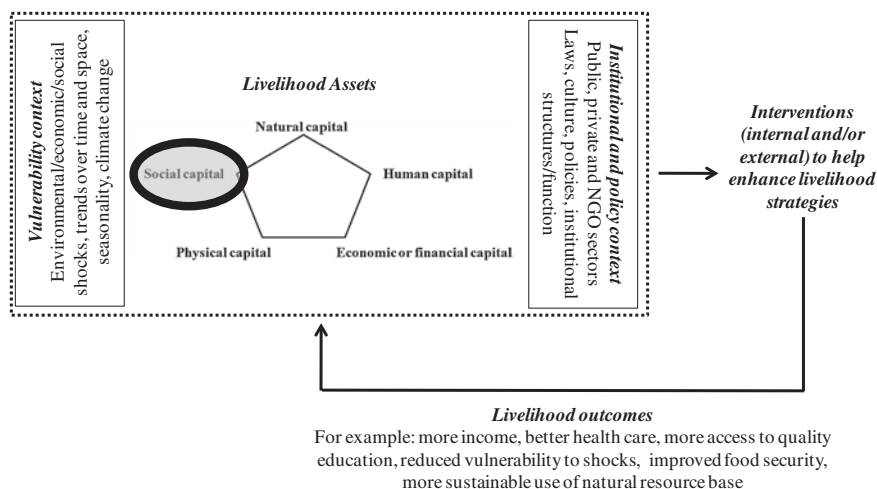 Vulnerability context
Environmental/economic/social
shocks, trends over time and space,
seasonality, climate change
Livelihood Assets
Natural capital
Social capital
Human capital
Physical capital
Economic or financial capital
Institutional and policy context
Public, private and NGO sectors
Laws, culture, policies, institutional
structures/function
Interventions
(internal and/or
external) to help
enhance livelihood
strategies
Livelihood outcomes
For example: more income, better health care, more access to quality
education, reduced vulnerability to shocks, improved food security,
more sustainable use of natural resource base